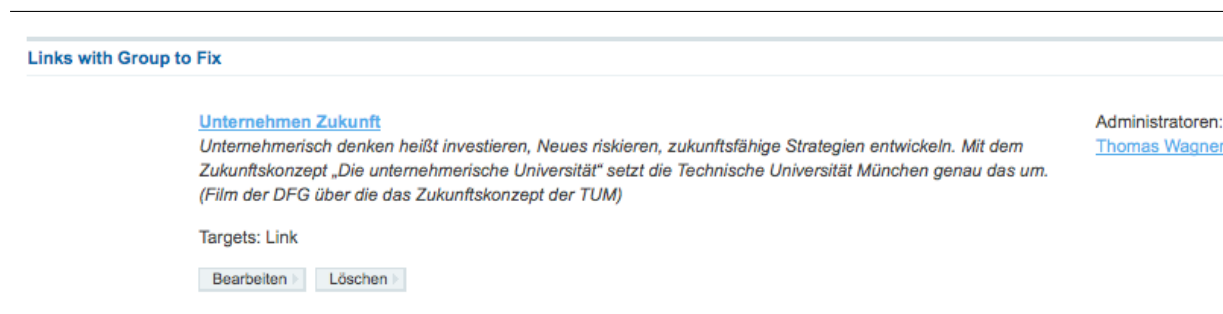 Links with Group to Fix
Unternehmen Zukunft
Unternehmerisch denken heißt investieren, Neues riskieren, zukunftsfähige Strategien entwickeln. Mit dem
Zukunftskonzept „Die unternehmerische Universität“ setzt die Technische Universität München genau das um.
(Film der DFG über die das Zukunftskonzept der TUM)
Administratoren:
Thomas Wagner
Targets: Link
Bearbeiten Löschen